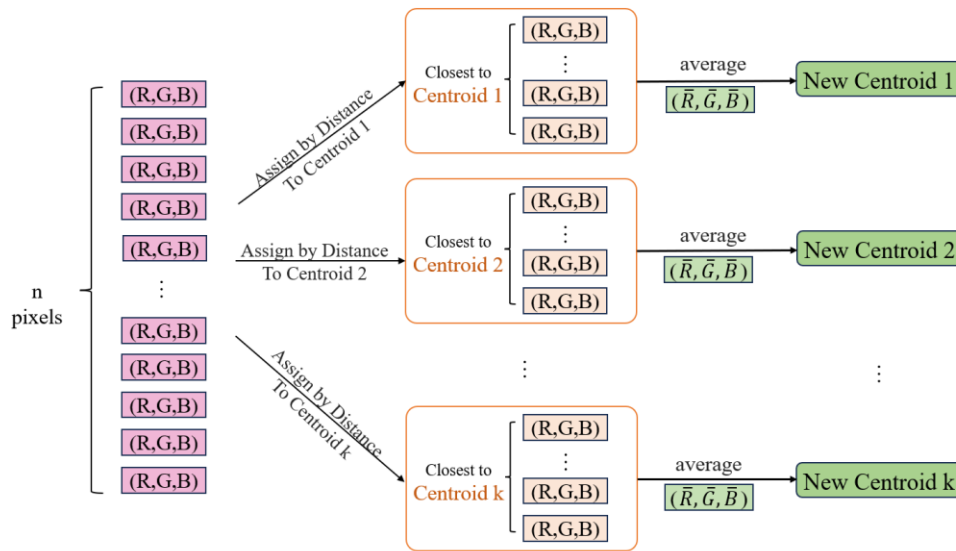 n
pixels
(R,G,B)
(R,G,B)
(R,G,B)
(R,G,B)
(R,G,B)
⋮
(R,G,B)
(R,G,B)
(R,G,B)
(R,G,B)
(R,G,B)
Assign by Distance
To Centroid 1
Closest to
Centroid 1
(R,G,B)
⋮
(R,G,B)
(R,G,B)
average
(R̄, Ḡ, B̄)
New Centroid 1
Assign by Distance
To Centroid 2
Closest to
Centroid 2
(R,G,B)
⋮
(R,G,B)
(R,G,B)
average
(R̄, Ḡ, B̄)
New Centroid 2
⋮
⋮
Assign by Distance
To Centroid k
Closest to
Centroid k
(R,G,B)
⋮
(R,G,B)
(R,G,B)
average
(R̄, Ḡ, B̄)
New Centroid k